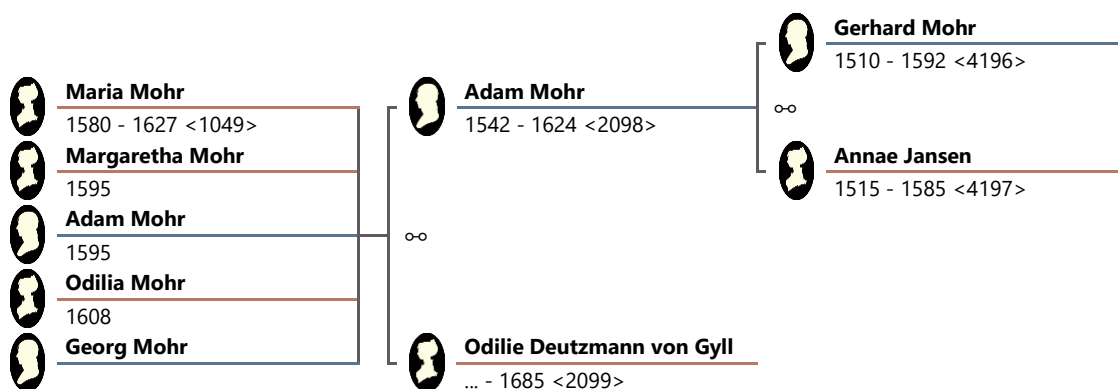 Gerhard Mohr
1510 - 1592 <4196>
Maria Mohr
1580 - 1627 <1049>
Adam Mohr
1542 - 1624 <2098>
Margaretha Mohr
1595
Annae Jansen
1515 - 1585 <4197>
Adam Mohr
1595
Odilia Mohr
1608
Georg Mohr
Odilie Deutzmann von Gyll
... - 1685 <2099>